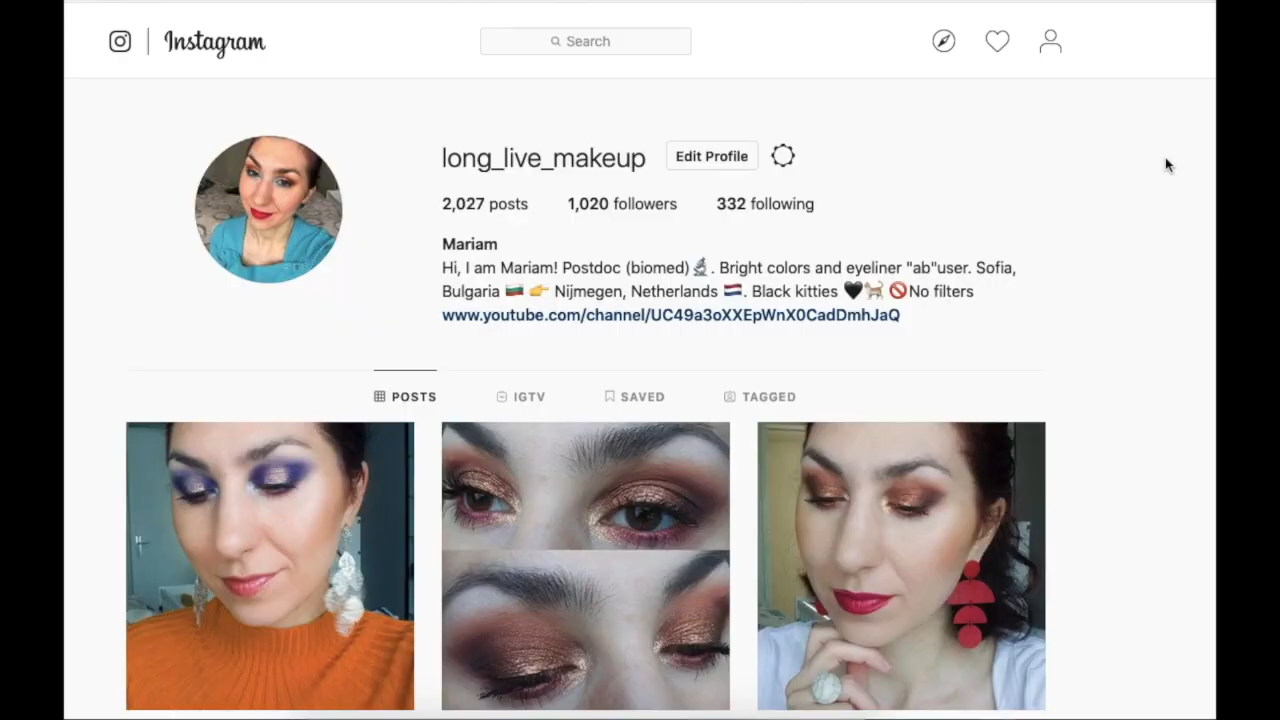 Instagram
Search
long_live_makeup
Edit Profile
2,027 posts
1,020 followers
332 following
Mariam
Hi, I am Mariam! Postdoc (biomed)🔬. Bright colors and eyeliner "ab"user. Sofia,
Bulgaria 🇧🇬 👉 Nijmegen, Netherlands 🇳🇱. Black kitties 🖤🐈 🚫No filters
www.youtube.com/channel/UC49a3oXXEpWnX0CadDmhJaQ
POSTS
IGTV
SAVED
TAGGED